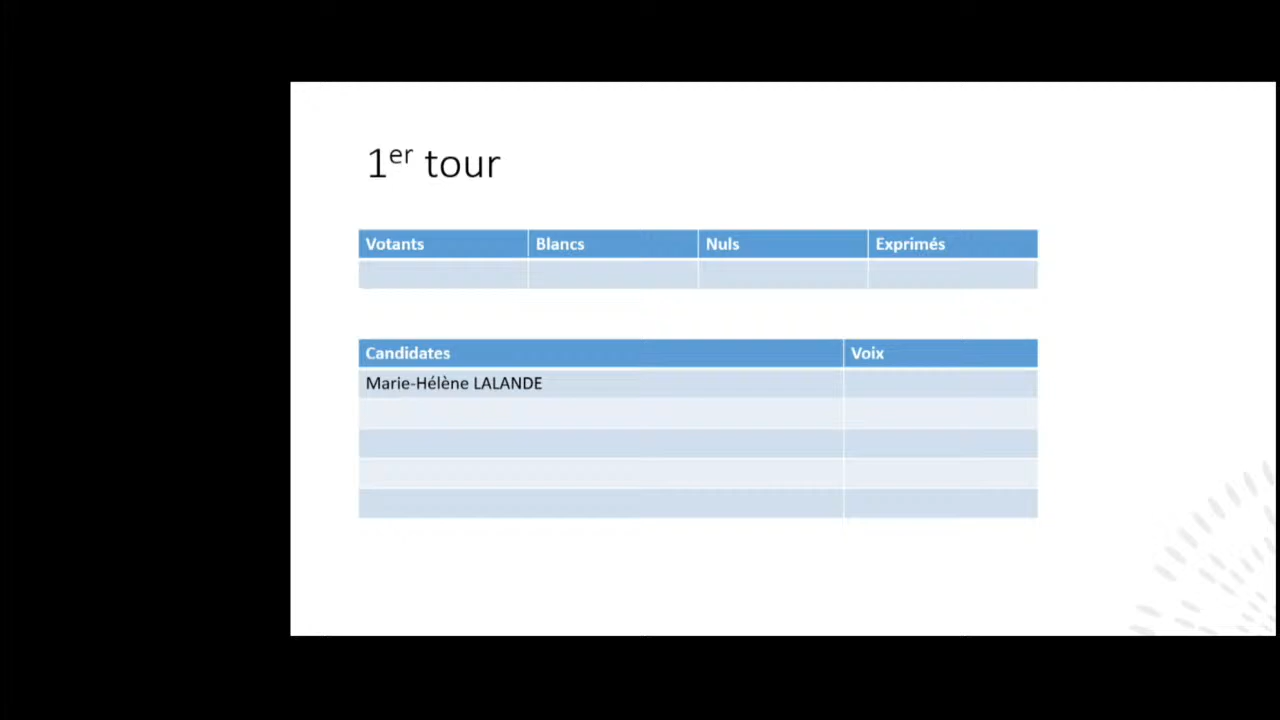 1er tour
Votants Blancs Nuls Exprimés
Candidates Voix
Marie-Hélène LALANDE